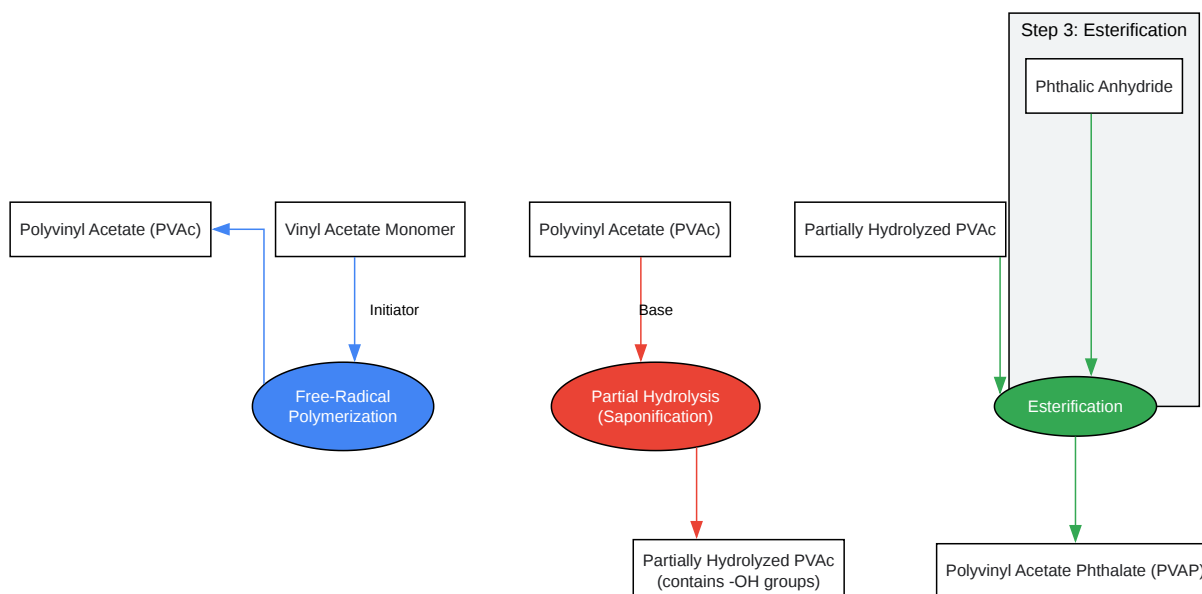 Step 3: Esterification
Phthalic Anhydride
Polyvinyl Acetate (PVAc)
Vinyl Acetate Monomer
Polyvinyl Acetate (PVAc)
Partially Hydrolyzed PVAc
Initiator
Base
Free-Radical
Polymerization
Partial Hydrolysis
(Saponification)
Esterification
Partially Hydrolyzed PVAc
(contains -OH groups)
Polyvinyl Acetate Phthalate (PVAP)